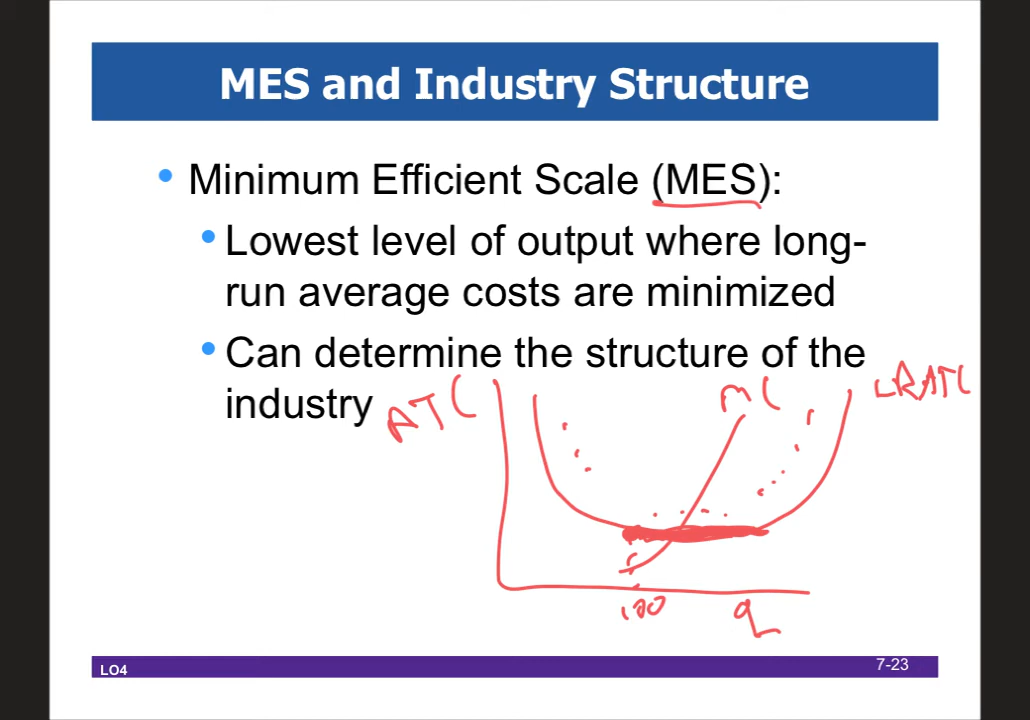 MES and Industry Structure
• Minimum Efficient Scale (MES):
• Lowest level of output where long-
run average costs are minimized
• Can determine the structure of the
industry
ATC
MC
LRATC
100
q
LO4
7-23